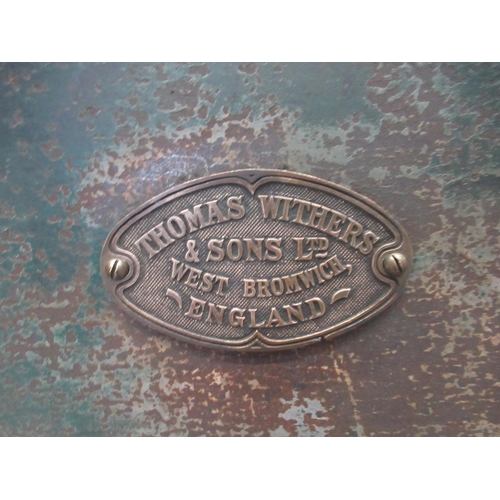 THOMAS WITHERS
& SONS LTD
WEST BROMWICH,
ENGLAND